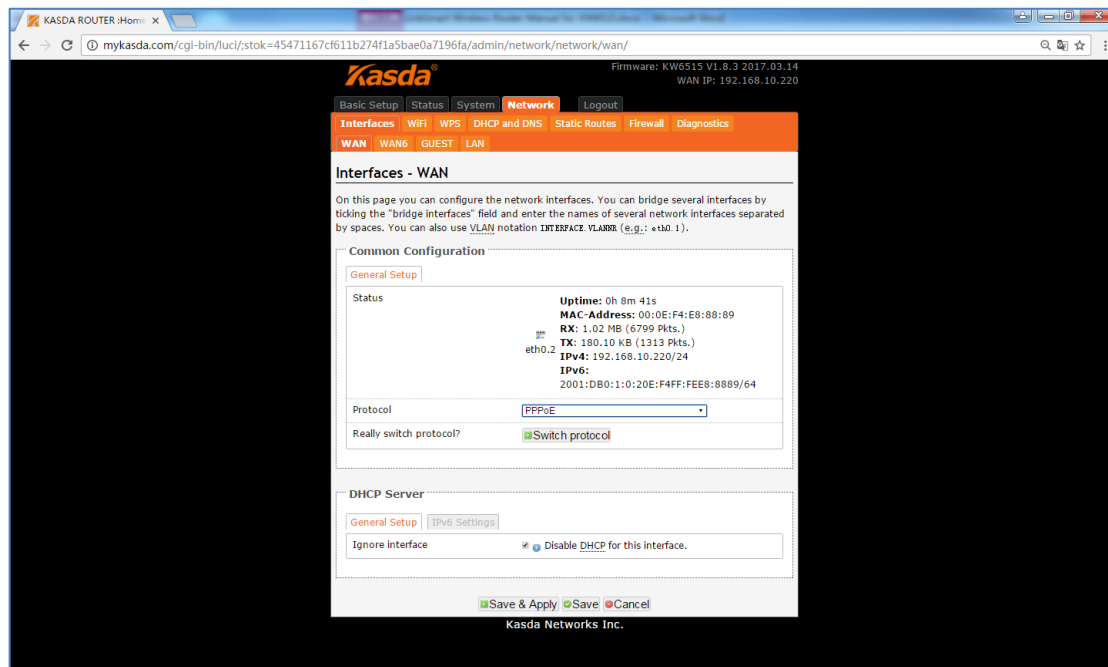 KASDA ROUTER :Home
mykasda.com/cgi-bin/luci/;stok=45471167cf611b274f1a5bae0a7196fa/admin/network/network/wan/
Kasda®
Firmware: KW6515 V1.8.3 2017.03.14
WAN IP: 192.168.10.220
Basic Setup Status System Network Logout
Interfaces WiFi WPS DHCP and DNS Static Routes Firewall Diagnostics
WAN WAN6 GUEST LAN
Interfaces - WAN
On this page you can configure the network interfaces. You can bridge several interfaces by
ticking the "bridge interfaces" field and enter the names of several network interfaces separated
by spaces. You can also use VLAN notation INTERFACE.VLANNR (e.g.: eth0.1).
Common Configuration
General Setup
Status
Uptime: 0h 8m 41s
MAC-Address: 00:0E:F4:E8:88:89
RX: 1.02 MB (6799 Pkts.)
TX: 180.10 KB (1313 Pkts.)
eth0.2
IPv4: 192.168.10.220/24
IPv6:
2001:DB0:1:0:20E:F4FF:FEE8:8889/64
Protocol PPPoE
Really switch protocol? Switch protocol
DHCP Server
General Setup IPv6 Settings
Ignore interface Disable DHCP for this interface.
Save & Apply Save Cancel
Kasda Networks Inc.